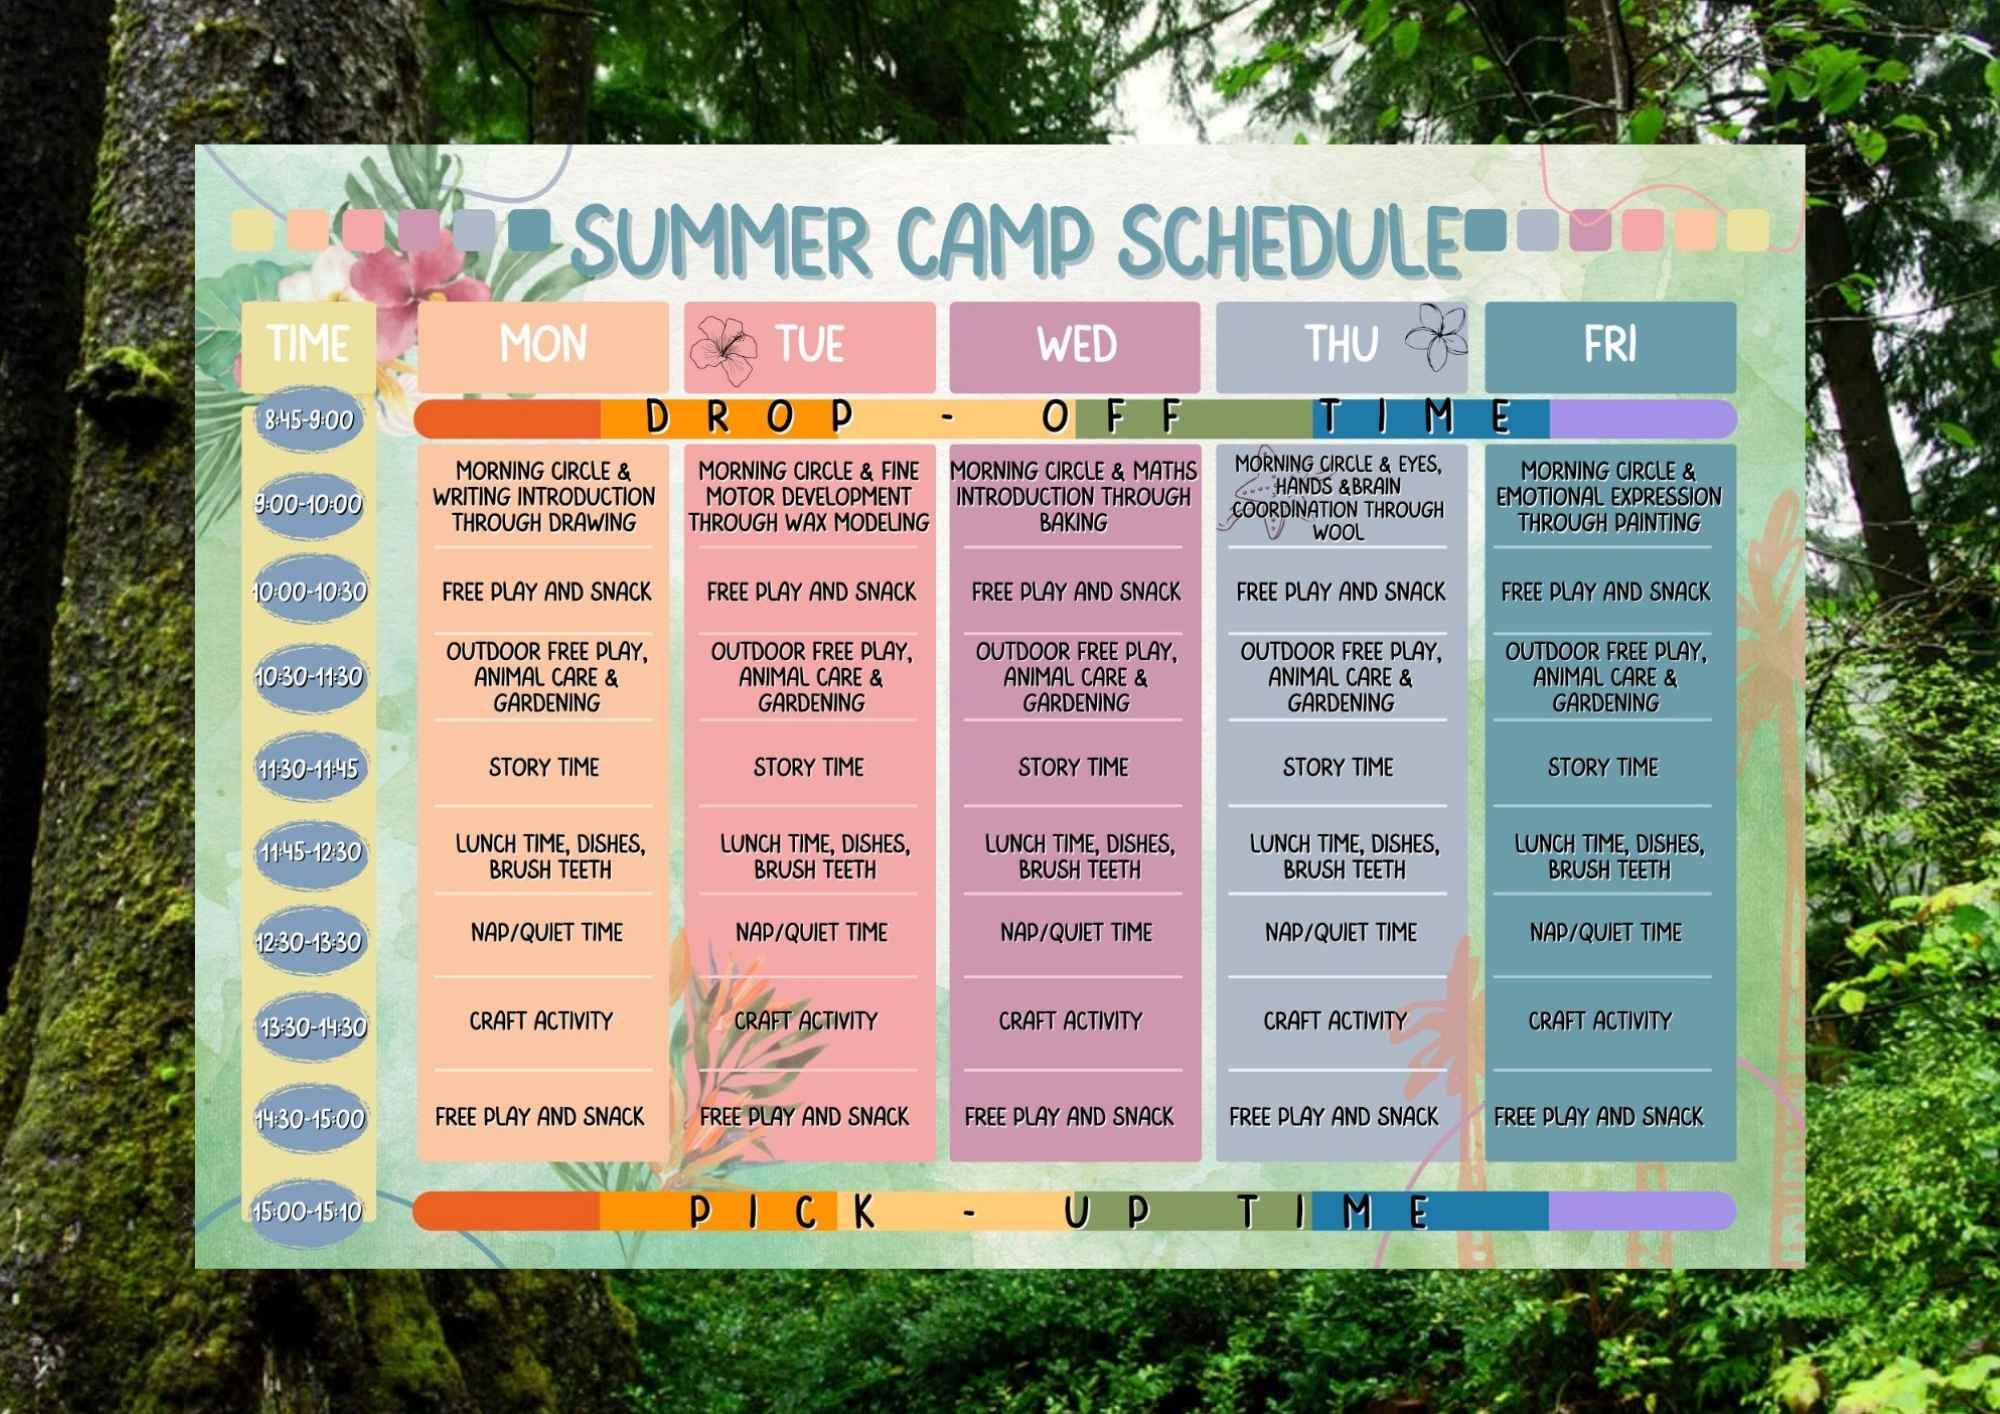 SUMMER CAMP SCHEDULE
TIME MON TUE WED THU FRI
8:45-9:00
DROP - OFF TIME
9:00-10:00
MORNING CIRCLE &
WRITING INTRODUCTION
THROUGH DRAWING
MORNING CIRCLE & FINE
MOTOR DEVELOPMENT
THROUGH WAX MODELING
MORNING CIRCLE & MATHS
INTRODUCTION THROUGH
BAKING
MORNING CIRCLE & EYES,
HANDS &BRAIN
COORDINATION THROUGH
WOOL
MORNING CIRCLE &
EMOTIONAL EXPRESSION
THROUGH PAINTING
10:00-10:30
FREE PLAY AND SNACK
FREE PLAY AND SNACK
FREE PLAY AND SNACK
FREE PLAY AND SNACK
FREE PLAY AND SNACK
10:30-11:30
OUTDOOR FREE PLAY,
ANIMAL CARE &
GARDENING
OUTDOOR FREE PLAY,
ANIMAL CARE &
GARDENING
OUTDOOR FREE PLAY,
ANIMAL CARE &
GARDENING
OUTDOOR FREE PLAY,
ANIMAL CARE &
GARDENING
OUTDOOR FREE PLAY,
ANIMAL CARE &
GARDENING
11:30-11:45
STORY TIME
STORY TIME
STORY TIME
STORY TIME
STORY TIME
11:45-12:30
LUNCH TIME, DISHES,
BRUSH TEETH
LUNCH TIME, DISHES,
BRUSH TEETH
LUNCH TIME, DISHES,
BRUSH TEETH
LUNCH TIME, DISHES,
BRUSH TEETH
LUNCH TIME, DISHES,
BRUSH TEETH
12:30-13:30
NAP/QUIET TIME
NAP/QUIET TIME
NAP/QUIET TIME
NAP/QUIET TIME
NAP/QUIET TIME
13:30-14:30
CRAFT ACTIVITY
CRAFT ACTIVITY
CRAFT ACTIVITY
CRAFT ACTIVITY
CRAFT ACTIVITY
14:30-15:00
FREE PLAY AND SNACK
FREE PLAY AND SNACK
FREE PLAY AND SNACK
FREE PLAY AND SNACK
FREE PLAY AND SNACK
15:00-15:10
PICK - UP TIME